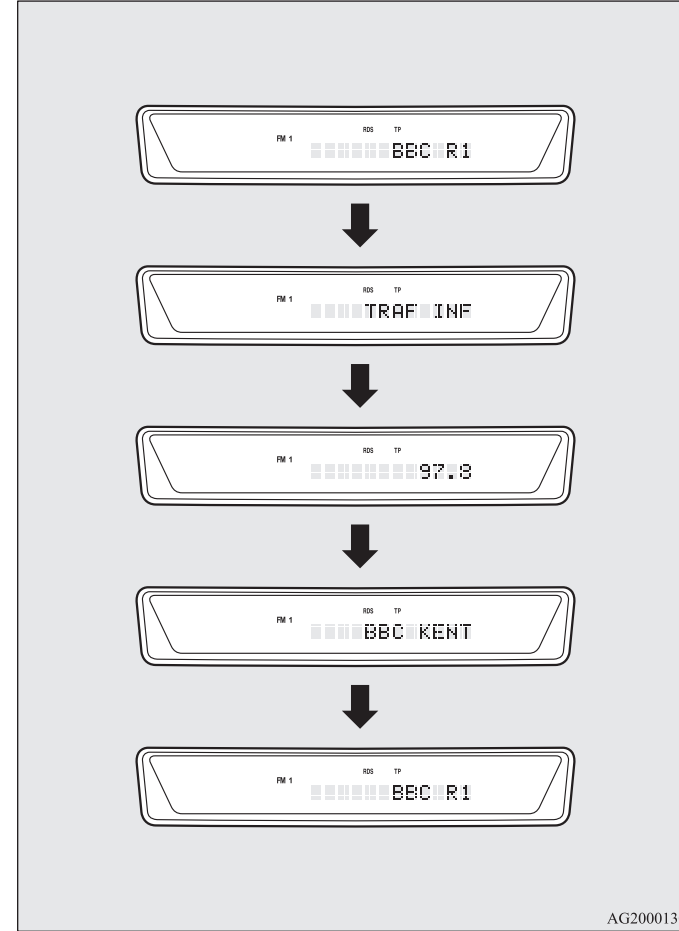 RDS TP
FM 1
BBC R1
RDS TP
FM 1
TRAF INF
RDS TP
FM 1
97.8
RDS TP
FM 1
BBC KENT
RDS TP
FM 1
BBC R1
AG200013